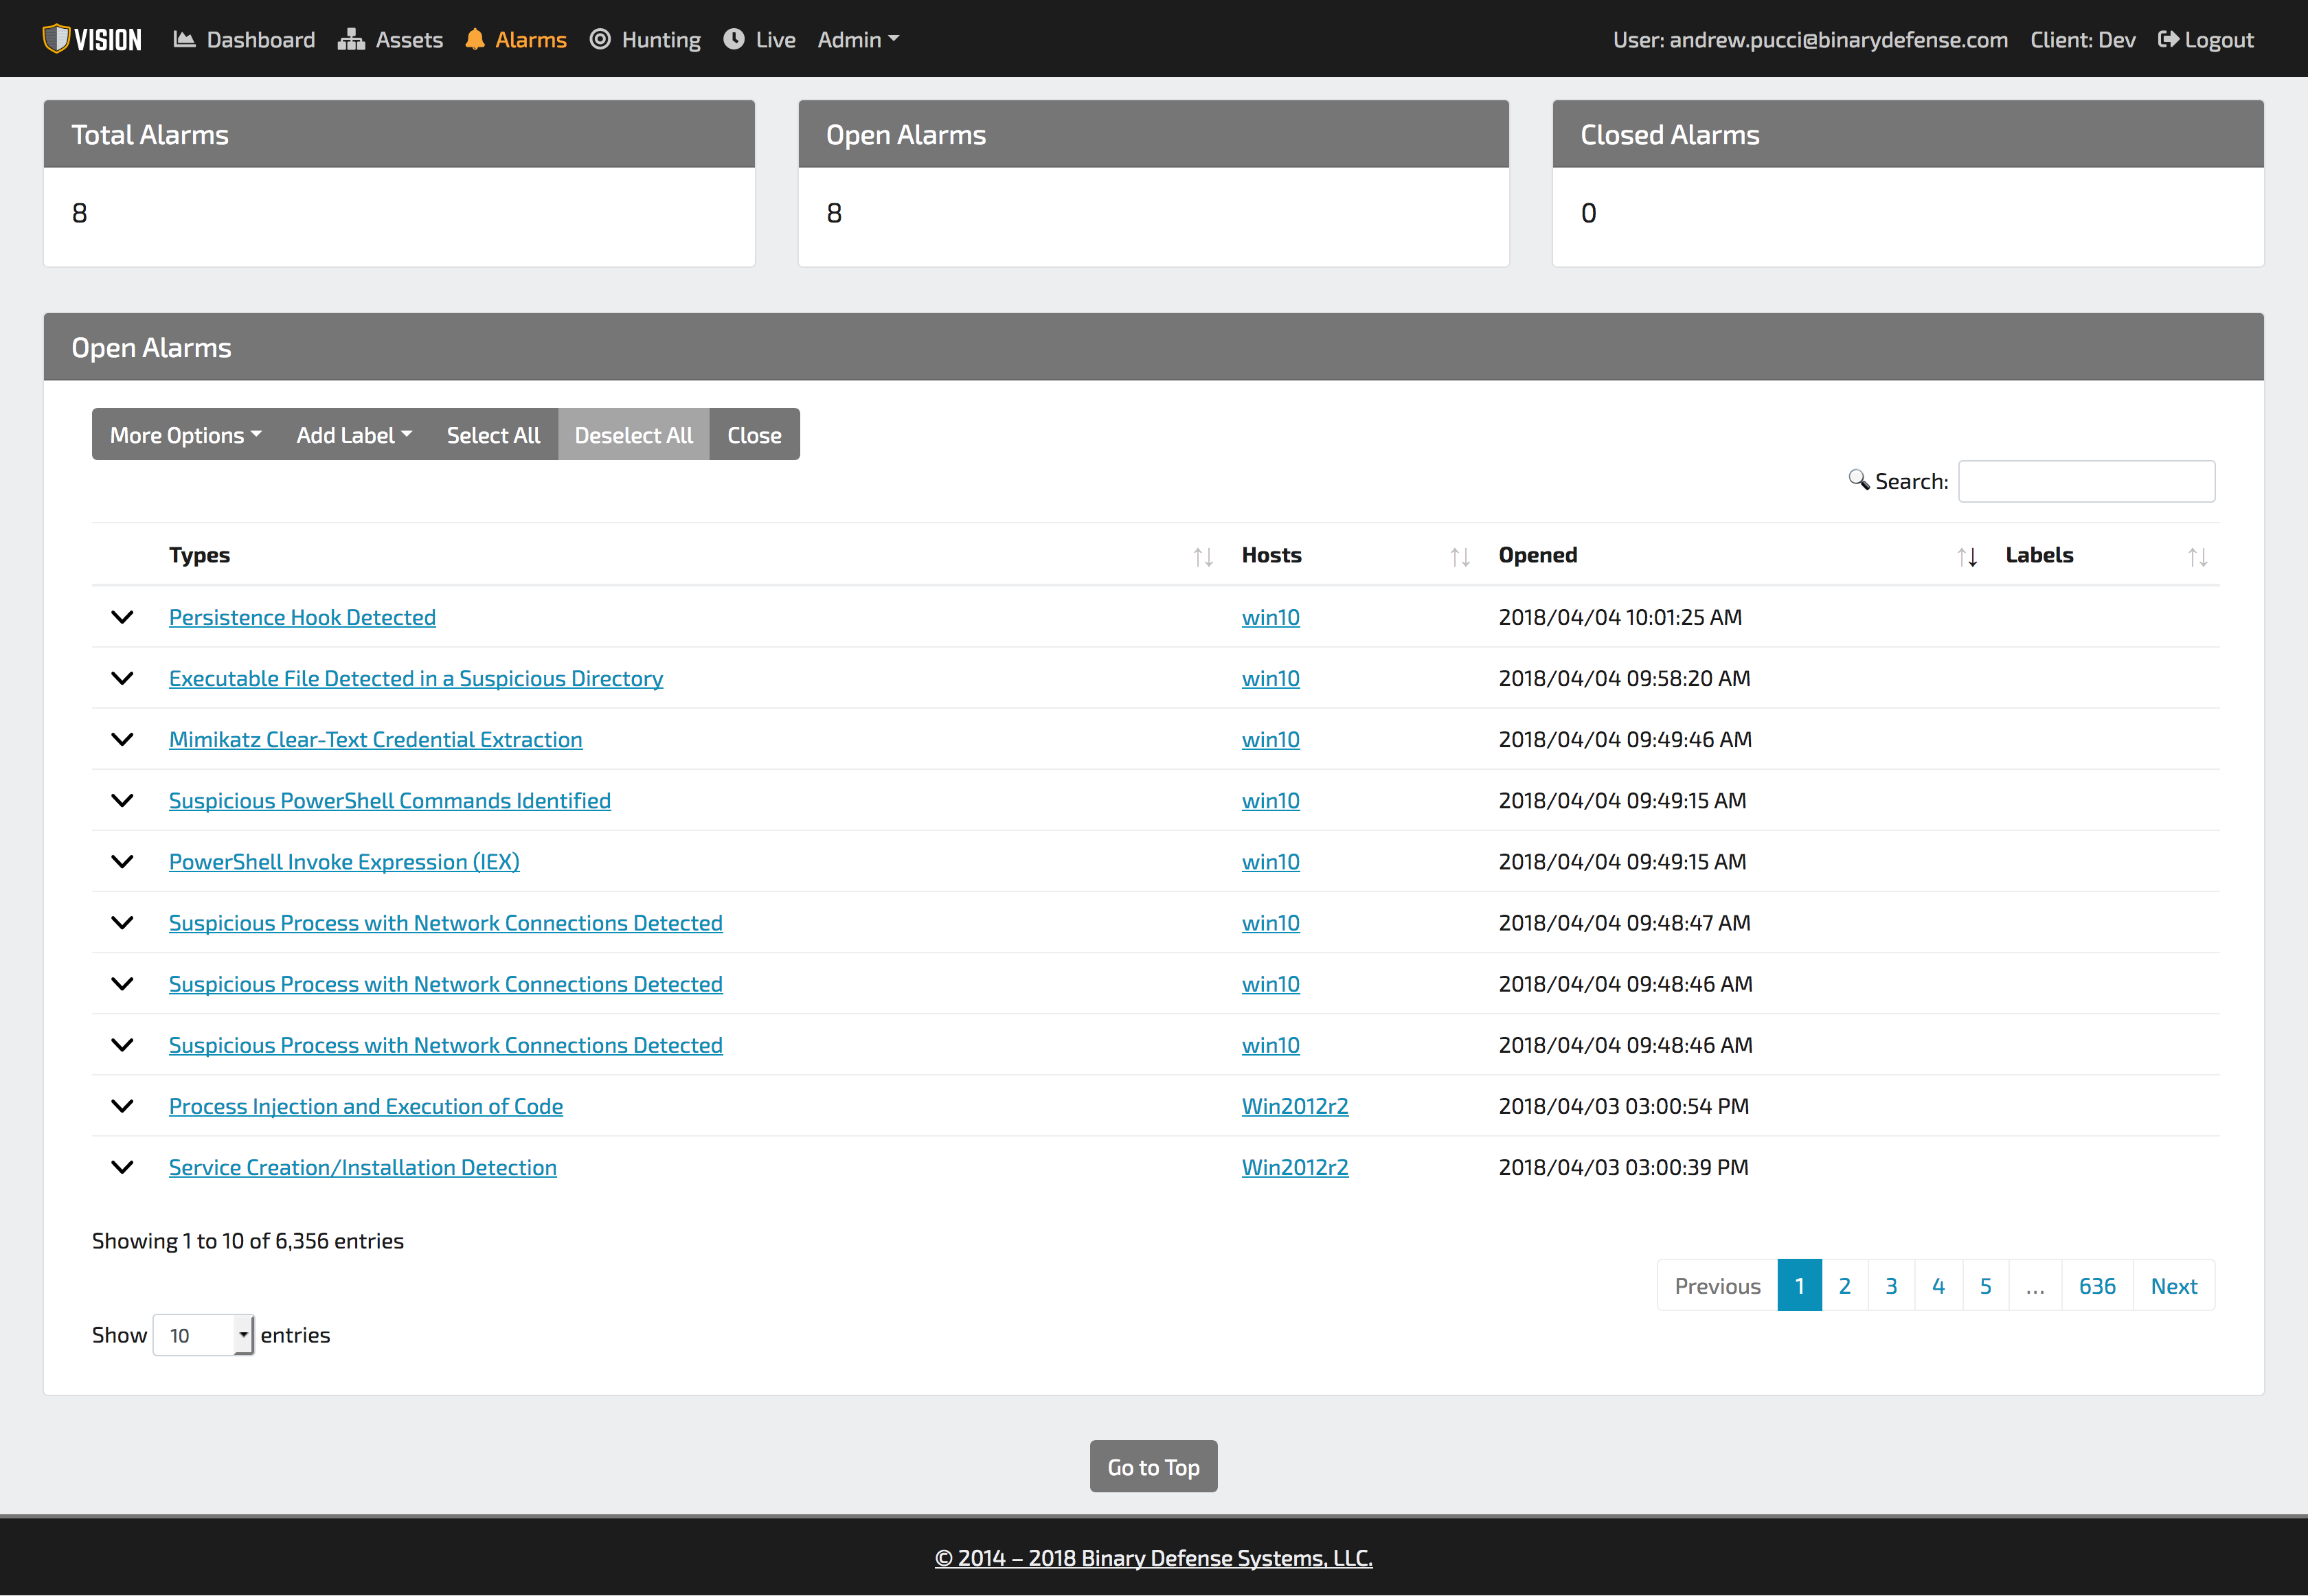 VISION Dashboard Assets Alarms Hunting Live Admin User: andrew.pucci@binarydefense.com Client: Dev Logout
Total Alarms Open Alarms Closed Alarms
8 8 0
Open Alarms
More Options Add Label Select All Deselect All Close
Search:
Types Hosts Opened Labels
Persistence Hook Detected win10 2018/04/04 10:01:25 AM
Executable File Detected in a Suspicious Directory win10 2018/04/04 09:58:20 AM
Mimikatz Clear-Text Credential Extraction win10 2018/04/04 09:49:46 AM
Suspicious PowerShell Commands Identified win10 2018/04/04 09:49:15 AM
PowerShell Invoke Expression (IEX) win10 2018/04/04 09:49:15 AM
Suspicious Process with Network Connections Detected win10 2018/04/04 09:48:47 AM
Suspicious Process with Network Connections Detected win10 2018/04/04 09:48:46 AM
Suspicious Process with Network Connections Detected win10 2018/04/04 09:48:46 AM
Process Injection and Execution of Code Win2012r2 2018/04/03 03:00:54 PM
Service Creation/Installation Detection Win2012r2 2018/04/03 03:00:39 PM
Showing 1 to 10 of 6,356 entries
Previous 1 2 3 4 5 ... 636 Next
Show 10 entries
Go to Top
© 2014 – 2018 Binary Defense Systems, LLC.